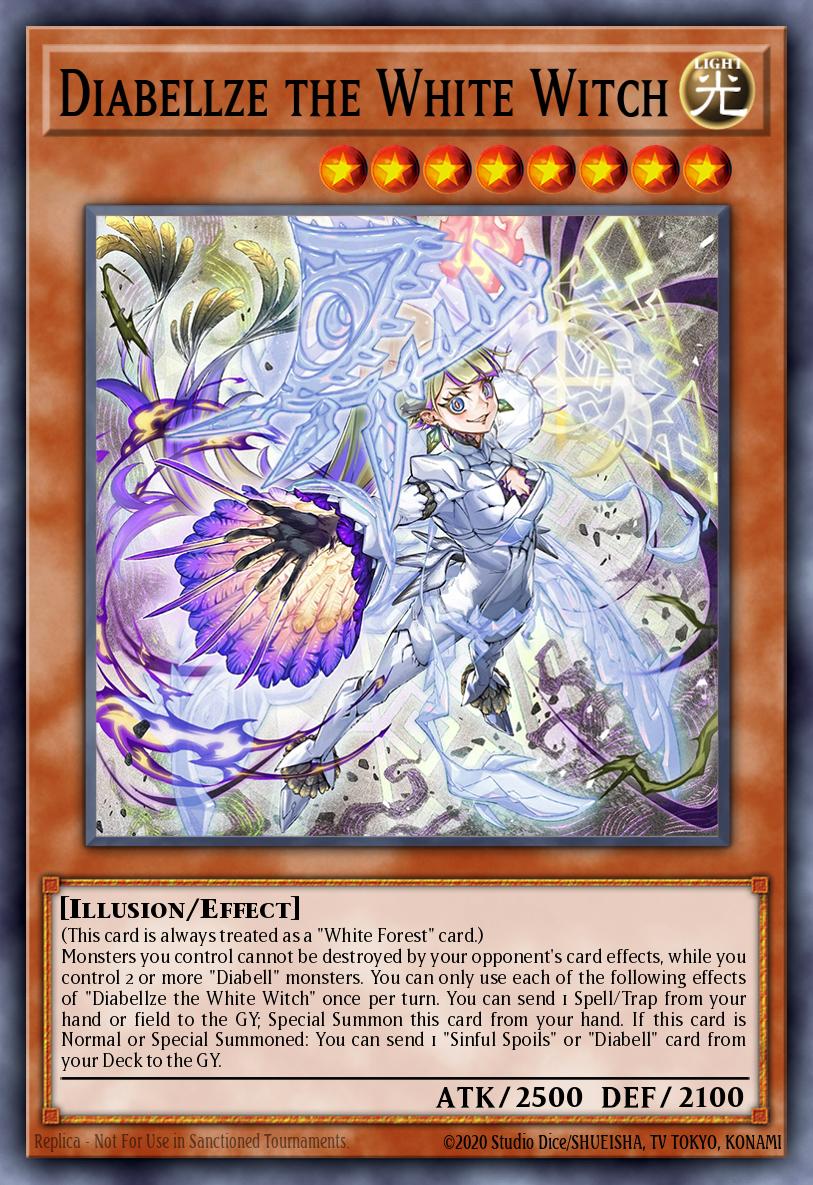 Diabellze the White Witch
LIGHT
光
[Illusion/Effect]
(This card is always treated as a "White Forest" card.)
Monsters you control cannot be destroyed by your opponent's card effects, while you
control 2 or more "Diabell" monsters. You can only use each of the following effects
of "Diabellze the White Witch" once per turn. You can send 1 Spell/Trap from your
hand or field to the GY; Special Summon this card from your hand. If this card is
Normal or Special Summoned: You can send 1 "Sinful Spoils" or "Diabell" card from
your Deck to the GY.
ATK/2500 DEF/2100
Replica - Not For Use in Sanctioned Tournaments.
©2020 Studio Dice/SHUEISHA, TV TOKYO, KONAMI